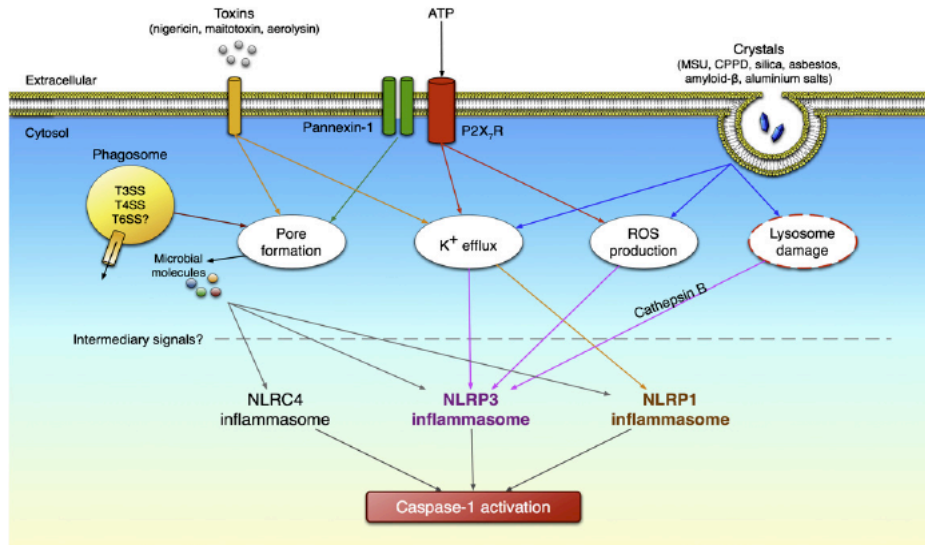 Toxins
(nigericin, maitotoxin, aerolysin)
ATP
Crystals
(MSU, CPPD, silica, asbestos,
amyloid-β, aluminium salts)
Extracellular
Cytosol
Pannexin-1
P2X₇R
Phagosome
T3SS
T4SS
T6SS?
Pore
formation
K⁺ efflux
ROS
production
Lysosome
damage
Microbial
molecules
Cathepsin B
Intermediary signals?
NLRC4
inflammasome
NLRP3
inflammasome
NLRP1
inflammasome
Caspase-1 activation